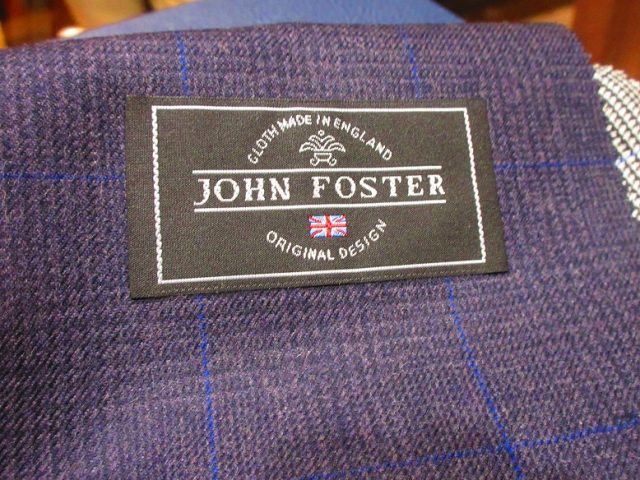 CLOTH MADE IN ENGLAND
JOHN FOSTER
ORIGINAL DESIGN